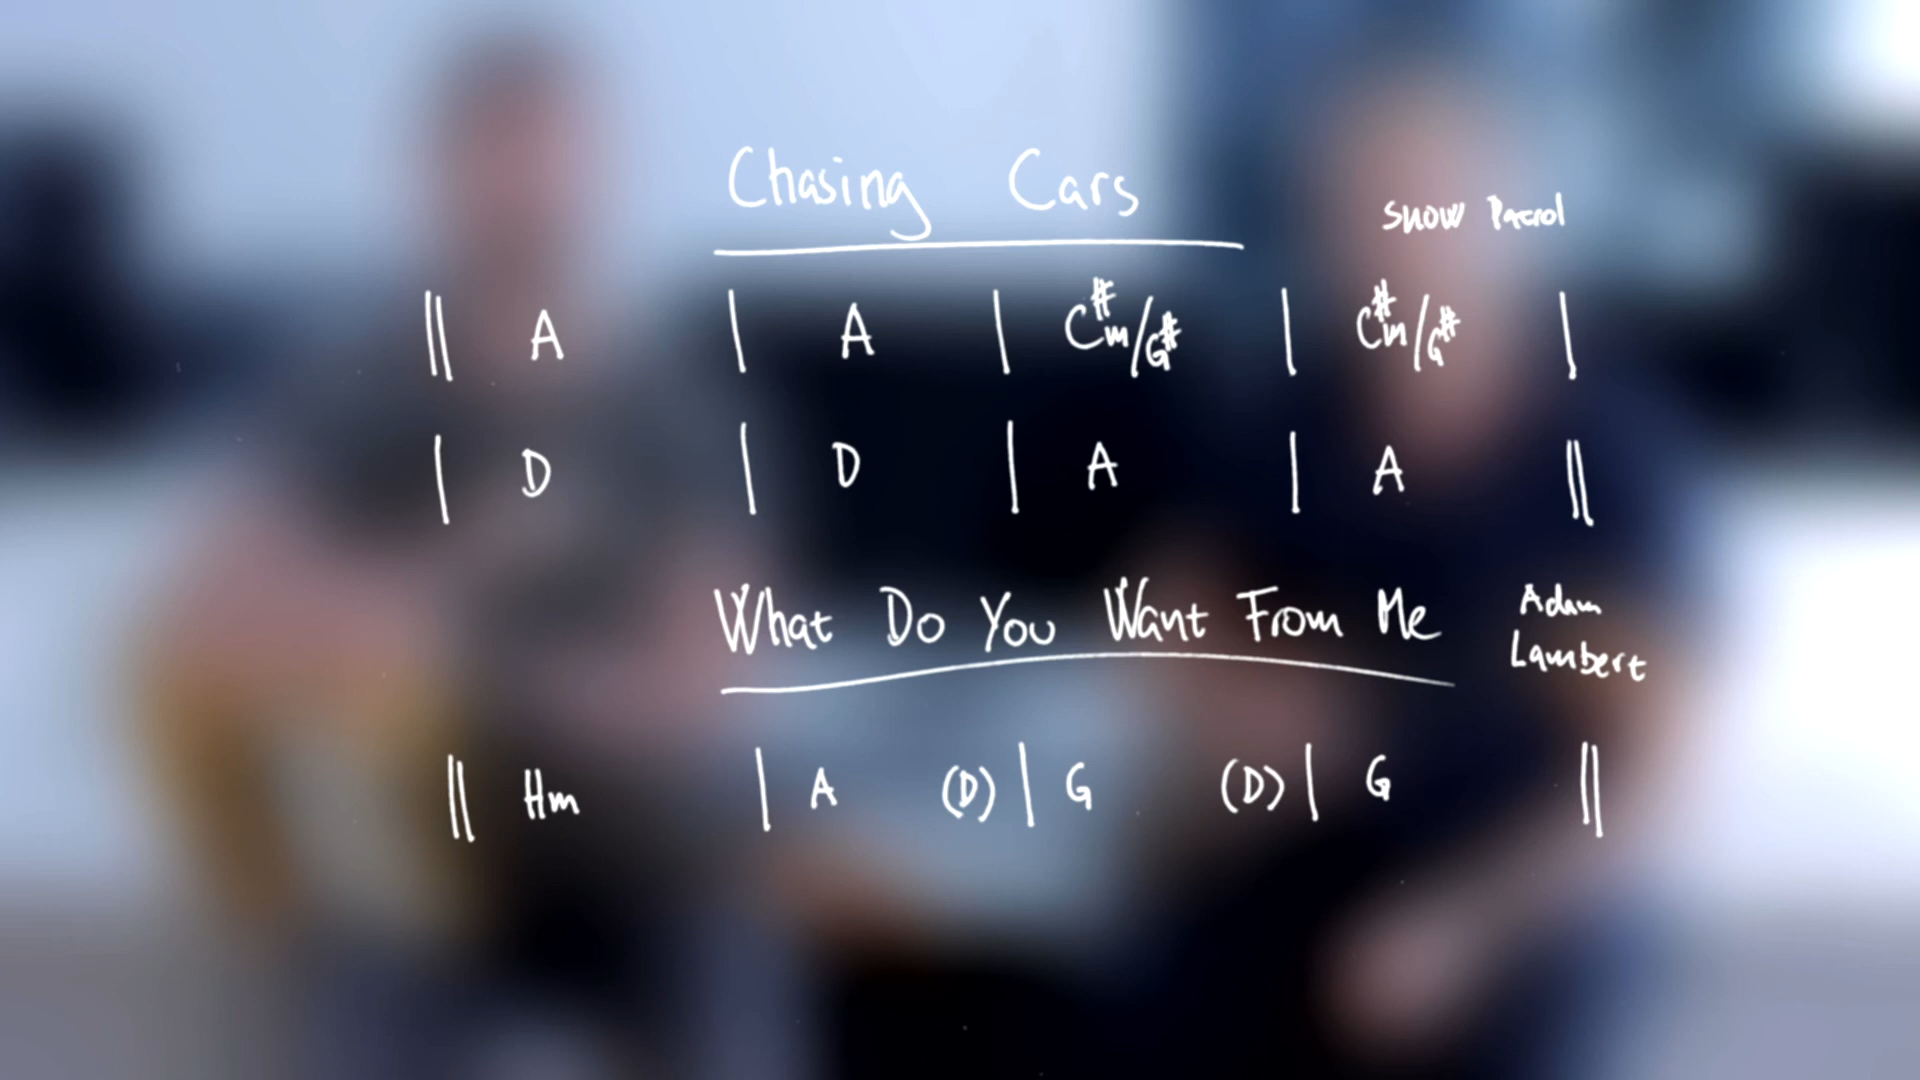 Chasing Cars
Snow Patrol
|| A | A | C#m/G# | C#m/G# |
| D | D | A | A ||
What Do You Want From Me
Adam
Lambert
|| Hm | A (D) | G (D) | G ||